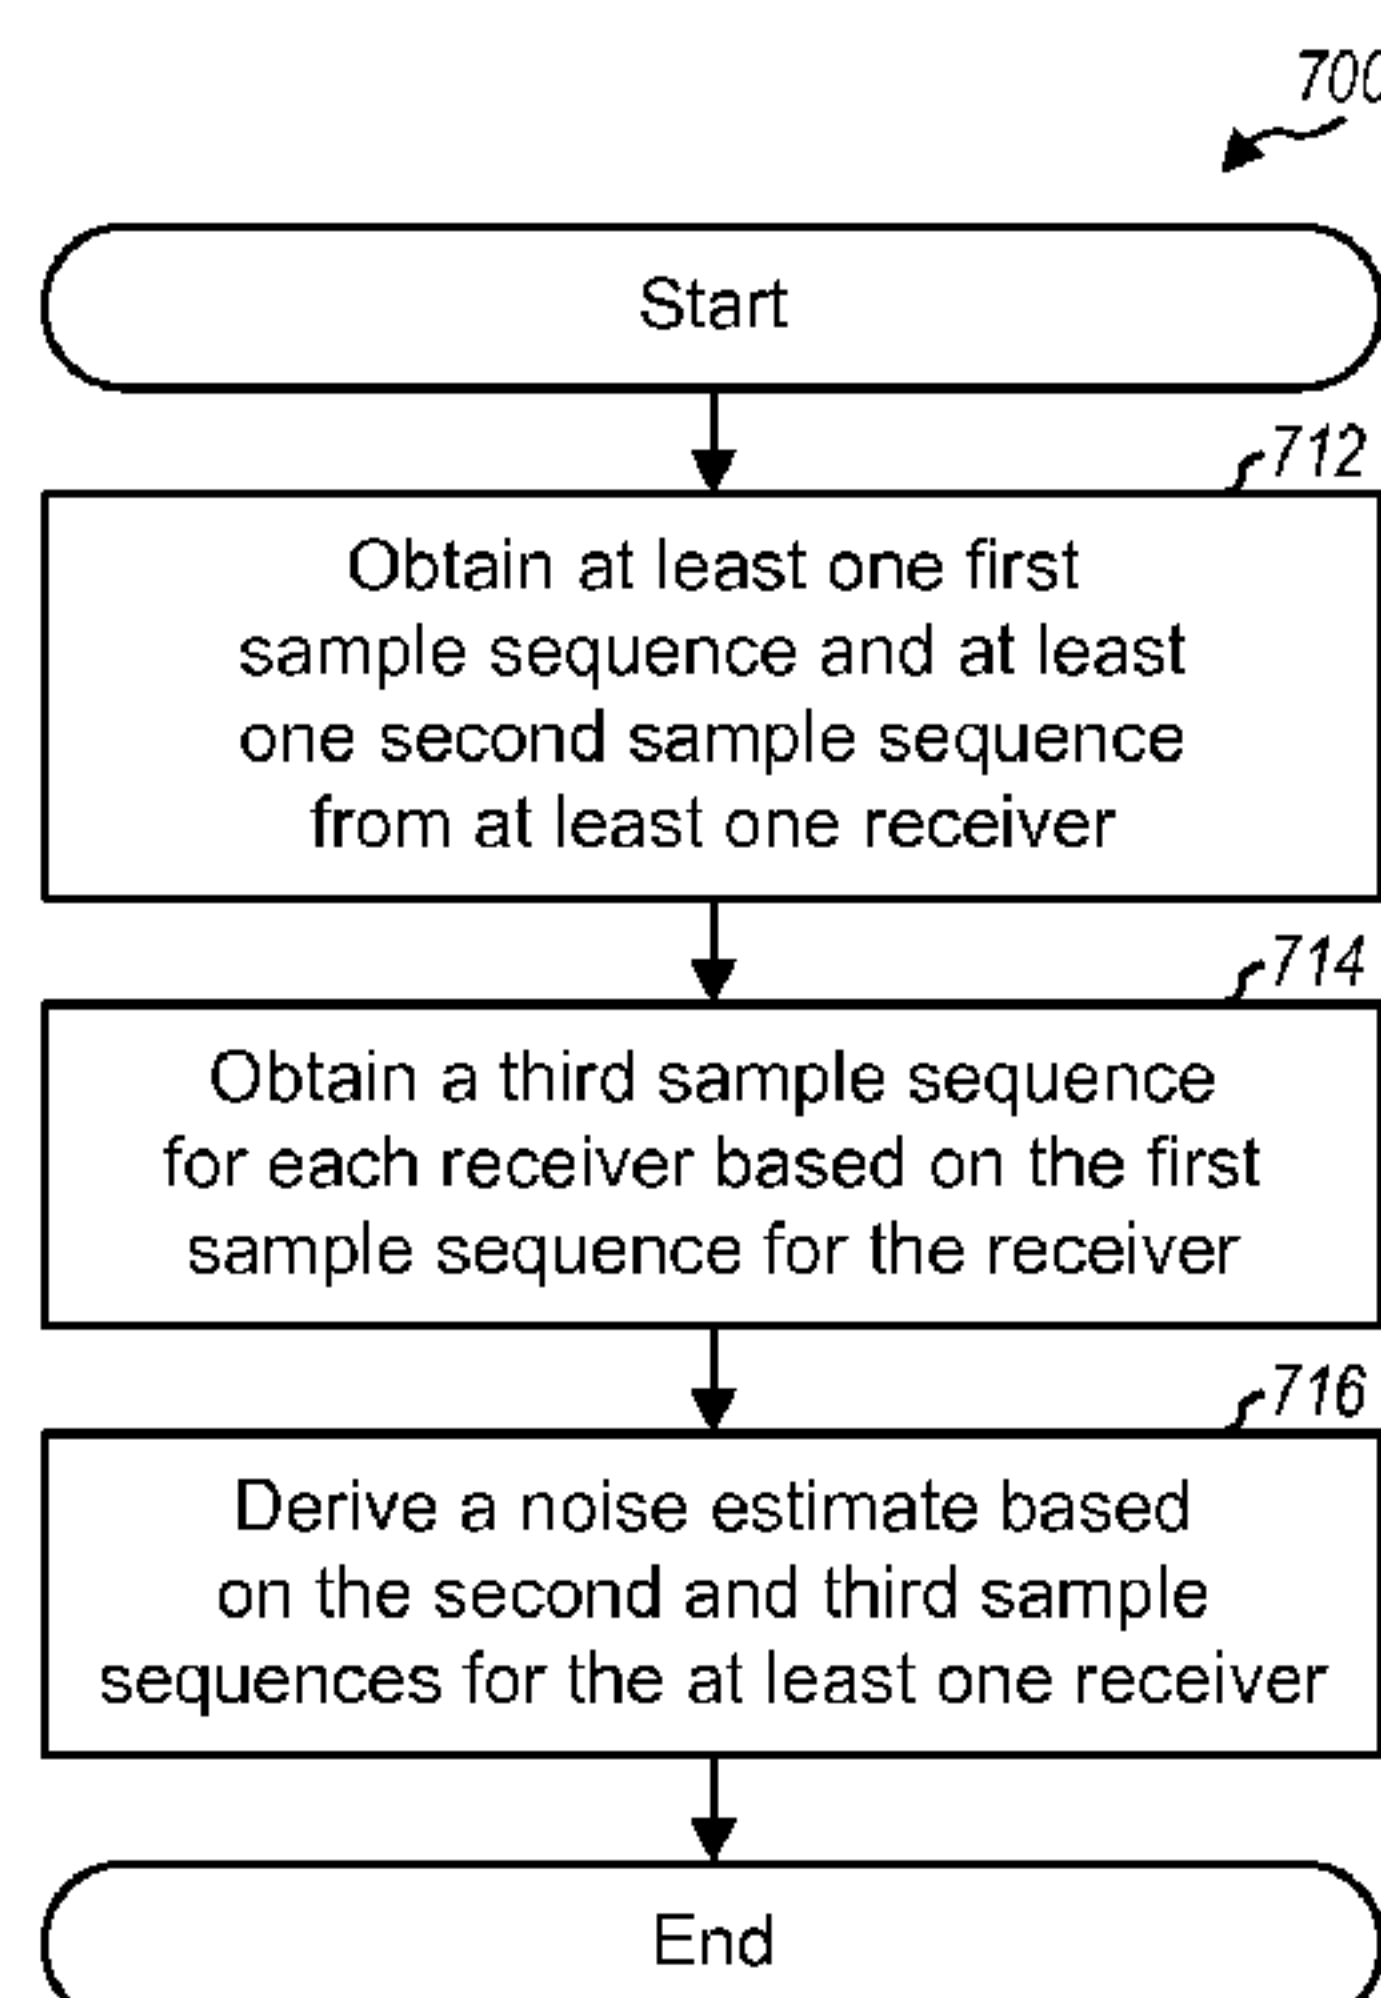 700
Start
712
Obtain at least one first
sample sequence and at least
one second sample sequence
from at least one receiver
714
Obtain a third sample sequence
for each receiver based on the first
sample sequence for the receiver
716
Derive a noise estimate based
on the second and third sample
sequences for the at least one receiver
End